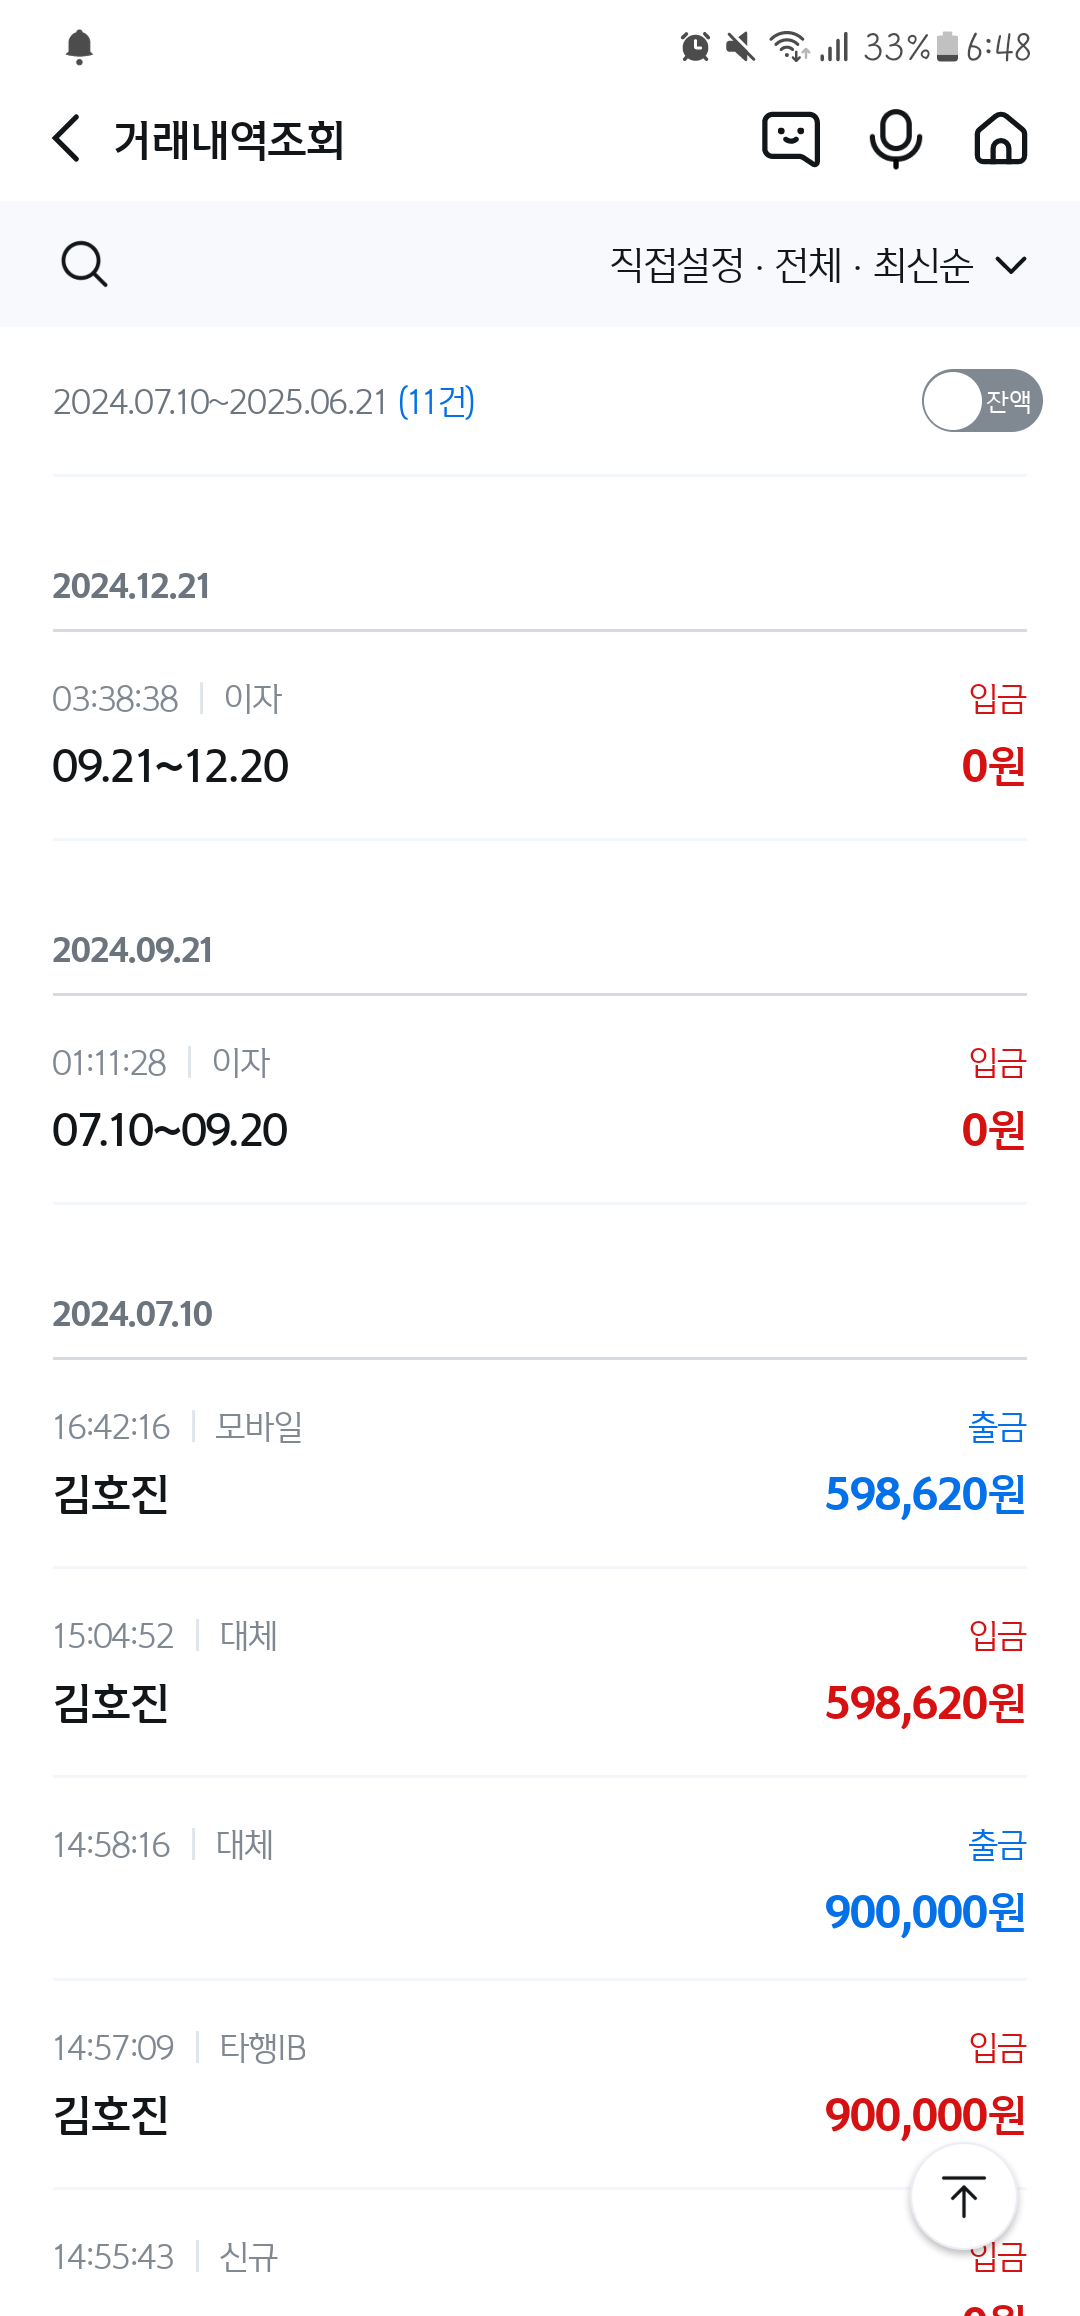 33% 6:48
거래내역조회
직접설정 · 전체 · 최신순
2024.07.10~2025.06.21 (11건)
잔액
2024.12.21
03:38:38 | 이자 입금
09.21~12.20 0원
2024.09.21
01:11:28 | 이자 입금
07.10~09.20 0원
2024.07.10
16:42:16 | 모바일 출금
김호진 598,620원
15:04:52 | 대체 입금
김호진 598,620원
14:58:16 | 대체 출금
900,000원
14:57:09 | 타행IB 입금
김호진 900,000원
14:55:43 | 신규 입금
0원